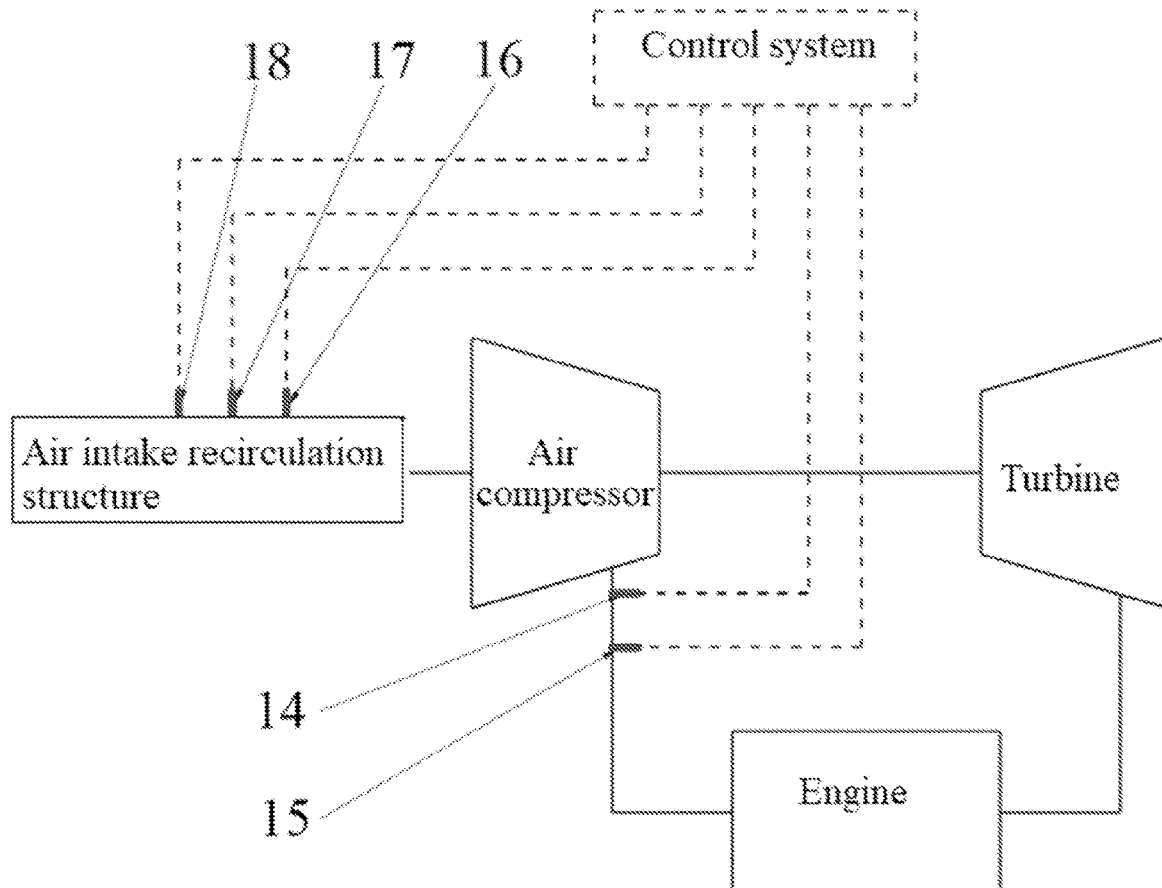 Control system
18
17
16
Air intake recirculation
structure
Air
compressor
Turbine
14
15
Engine